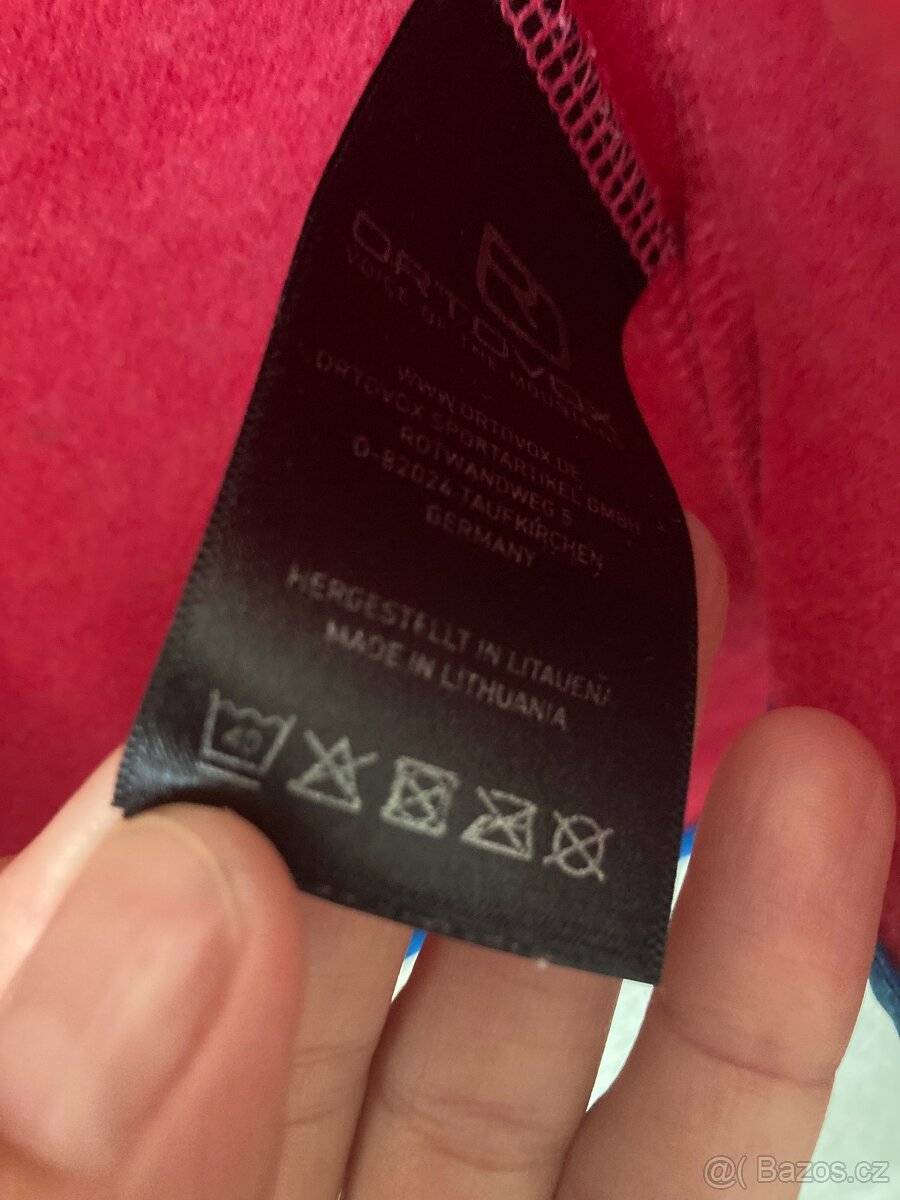 ORTOVOX
VOICE OF THE MOUNTAINS
WWW.ORTOVOX.DE
ORTOVOX SPORTARTIKEL GMBH
ROTWANDWEG 5
D-82024 TAUFKIRCHEN
GERMANY
HERGESTELLT IN LITAUEN/
MADE IN LITHUANIA
40
@( Bazos.cz